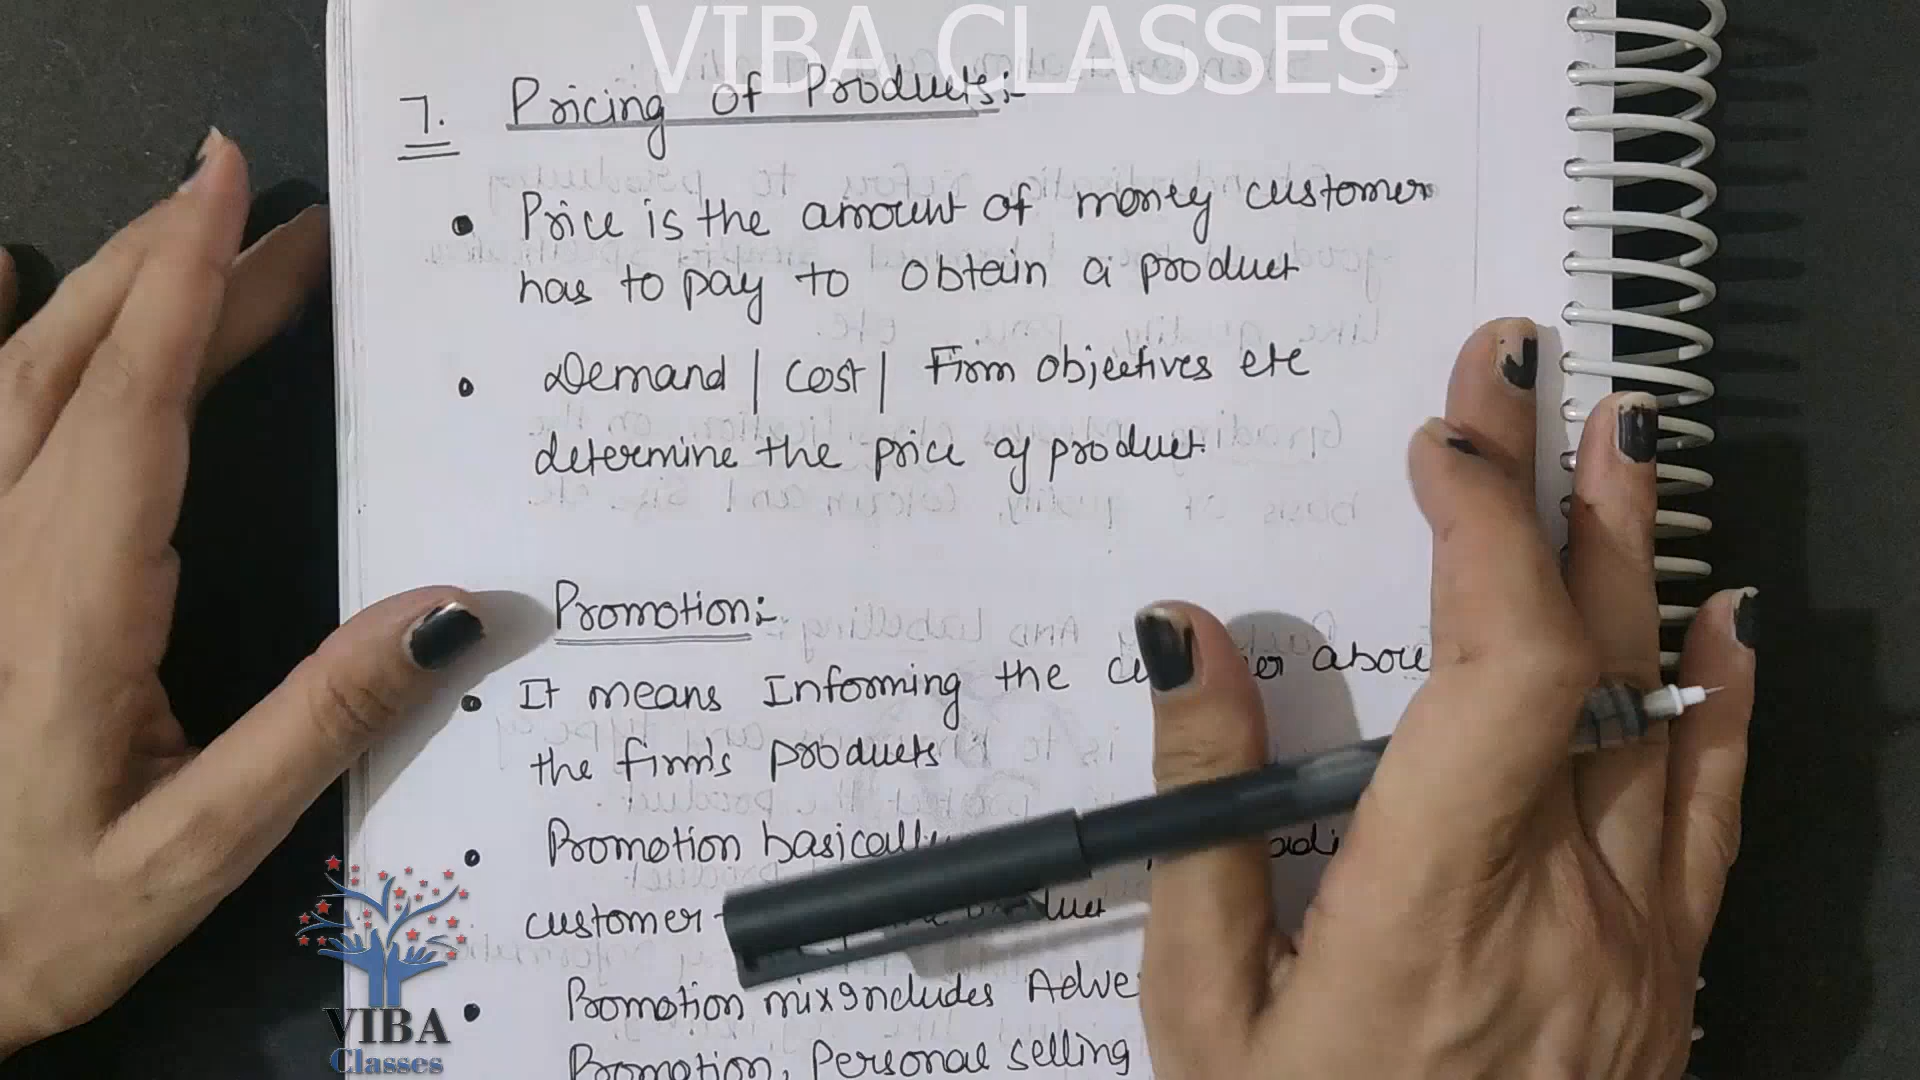 VIBA CLASSES
7. Pricing of Products:-
• Price is the amount of money customer
has to pay to obtain a product
• Demand | Cost | Firm objectives etc
determine the price of product.
Promotion:-
• It means Informing the about
the firm's products
• Promotion basically
customer
• Promotion mix Includes
Promotion, Personal selling
VIBA
Classes